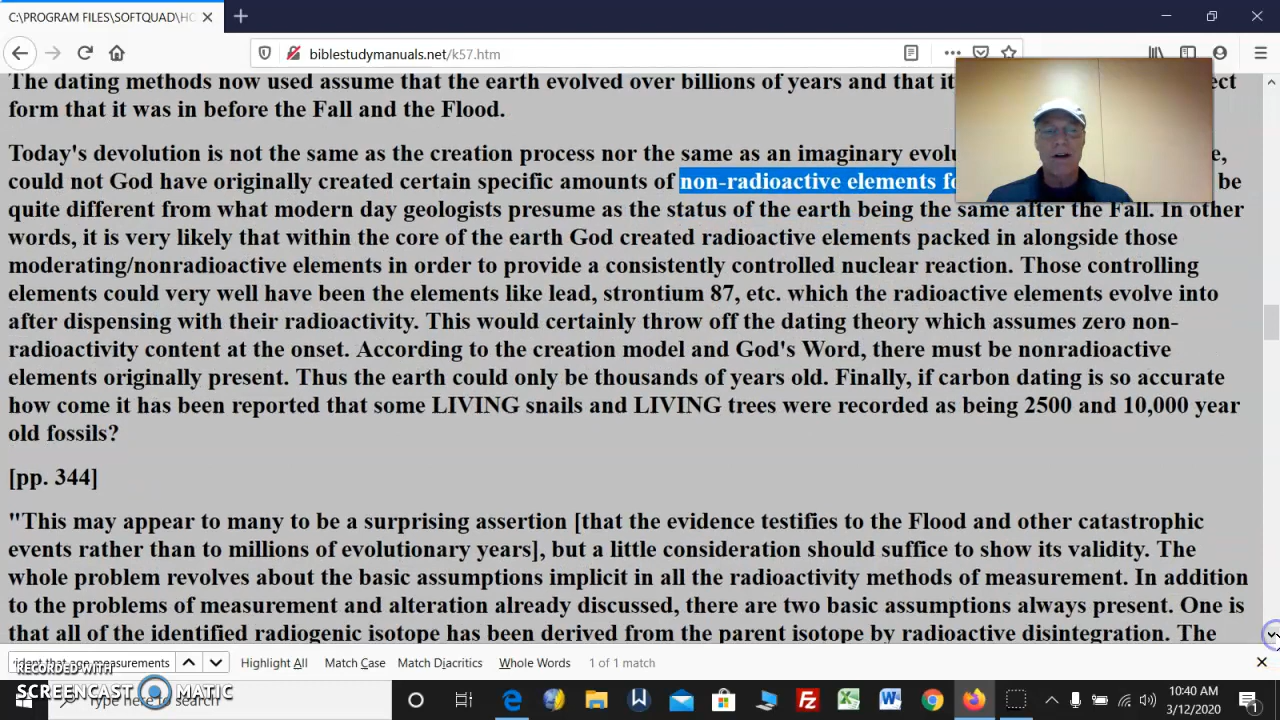 C:\PROGRAM FILES\SOFTQUAD\HO
biblestudymanuals.net/k57.htm
The dating methods now used assume that the earth evolved over billions of years and that it ect
form that it was in before the Fall and the Flood.
Today's devolution is not the same as the creation process nor the same as an imaginary evolu e,
could not God have originally created certain specific amounts of non-radioactive elements fo be
quite different from what modern day geologists presume as the status of the earth being the same after the Fall. In other
words, it is very likely that within the core of the earth God created radioactive elements packed in alongside those
moderating/nonradioactive elements in order to provide a consistently controlled nuclear reaction. Those controlling
elements could very well have been the elements like lead, strontium 87, etc. which the radioactive elements evolve into
after dispensing with their radioactivity. This would certainly throw off the dating theory which assumes zero non-
radioactivity content at the onset. According to the creation model and God's Word, there must be nonradioactive
elements originally present. Thus the earth could only be thousands of years old. Finally, if carbon dating is so accurate
how come it has been reported that some LIVING snails and LIVING trees were recorded as being 2500 and 10,000 year
old fossils?
[pp. 344]
"This may appear to many to be a surprising assertion [that the evidence testifies to the Flood and other catastrophic
events rather than to millions of evolutionary years], but a little consideration should suffice to show its validity. The
whole problem revolves about the basic assumptions implicit in all the radioactivity methods of measurement. In addition
to the problems of measurement and alteration already discussed, there are two basic assumptions always present. One is
that all of the identified radiogenic isotope has been derived from the parent isotope by radioactive disintegration. The
ident that age measurements Highlight All Match Case Match Diacritics Whole Words 1 of 1 match
RECORDED WITH
SCREENCAST MATIC
Type here to search
10:40 AM
3/12/2020